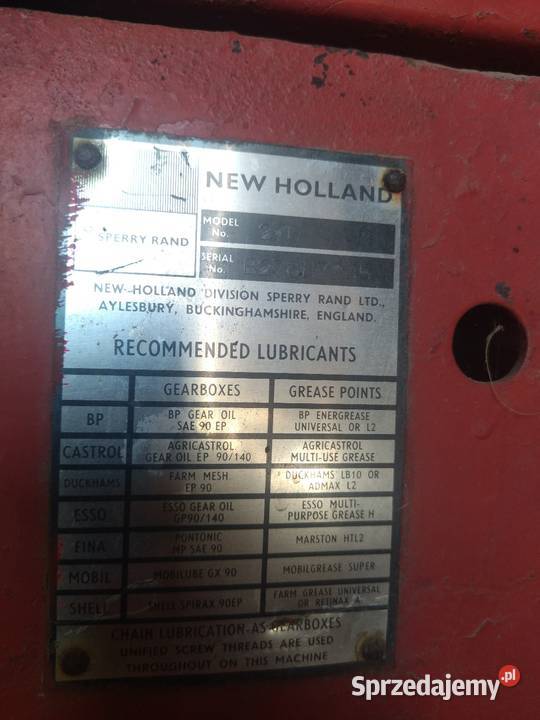 NEW HOLLAND
SPERRY RAND
MODEL
No.
SERIAL
No.
NEW HOLLAND DIVISION SPERRY RAND LTD.,
AYLESBURY, BUCKINGHAMSHIRE, ENGLAND.
RECOMMENDED LUBRICANTS
GEARBOXES GREASE POINTS
BP BP GEAR OIL SAE 90 EP BP ENERGREASE UNIVERSAL OR L2
CASTROL AGRICASTROL GEAR OIL EP 90/140 AGRICASTROL MULTI-USE GREASE
DUCKHAMS FARM MESH EP 90 DUCKHAMS LB10 OR ADMAX L2
ESSO ESSO GEAR OIL GP90/140 ESSO MULTI-PURPOSE GREASE H
FINA PONTONIC MP SAE 90 MARSTON HTL2
MOBIL MOBILUBE GX 90 MOBILGREASE SUPER
SHELL SHELL SPIRAX 90EP FARM GREASE UNIVERSAL OR RETINAX A
CHAIN LUBRICATION-AS GEARBOXES
UNIFIED SCREW THREADS ARE USED
THROUGHOUT ON THIS MACHINE
Sprzedajemy.pl